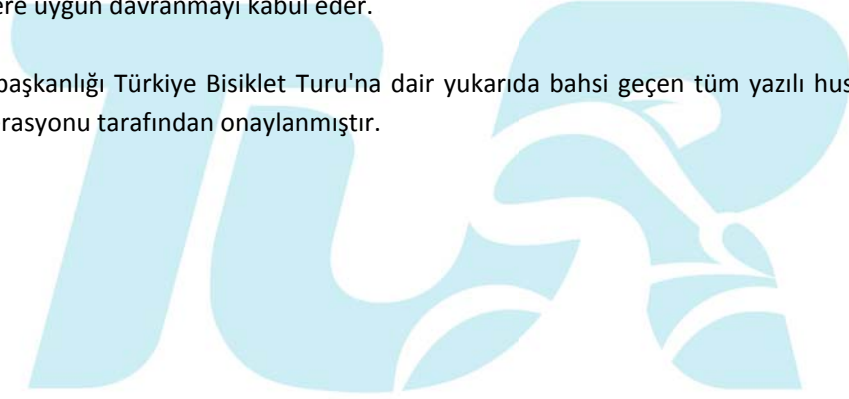 ere uygun davranmayı kabul eder.
başkanlığı Türkiye Bisiklet Turu'na dair yukarıda bahsi geçen tüm yazılı hus
rasyonu tarafından onaylanmıştır.
TUR